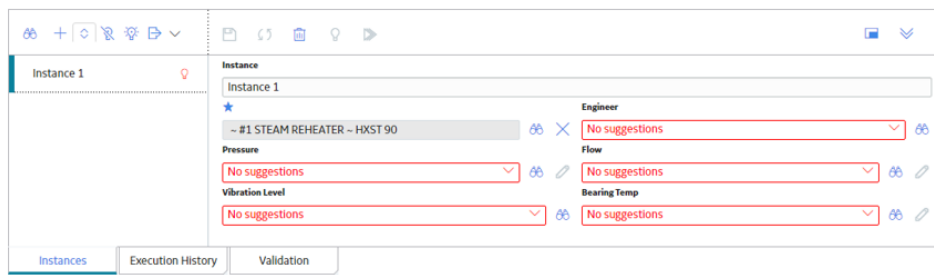 Instance 1
Instance
Instance 1
~ #1 STEAM REHEATER ~ HXST 90
Engineer
No suggestions
Pressure
No suggestions
Flow
No suggestions
Vibration Level
No suggestions
Bearing Temp
No suggestions
Instances
Execution History
Validation